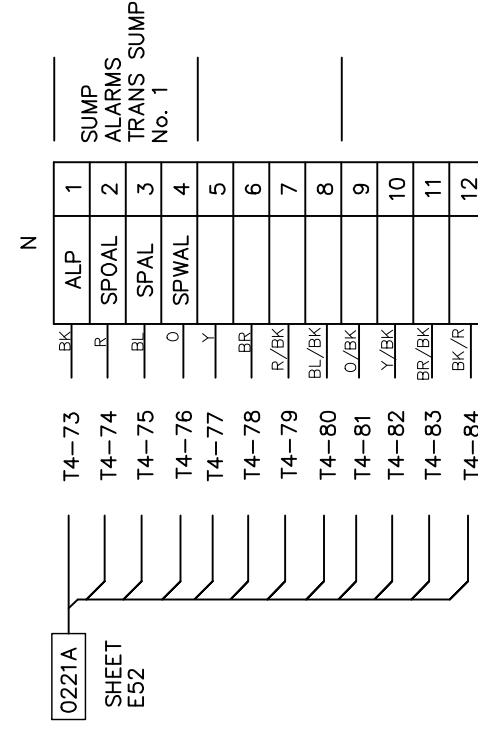 SUMP
ALARMS
TRANS SUMP
No. 1
N
1
2
3
4
5
6
7
8
9
10
11
12
ALP
SPOAL
SPAL
SPWAL
BK
R
BL
O
Y
BR
R/BK
BL/BK
O/BK
Y/BK
BR/BK
BK/R
T4-73
T4-74
T4-75
T4-76
T4-77
T4-78
T4-79
T4-80
T4-81
T4-82
T4-83
T4-84
0221A
SHEET
E52